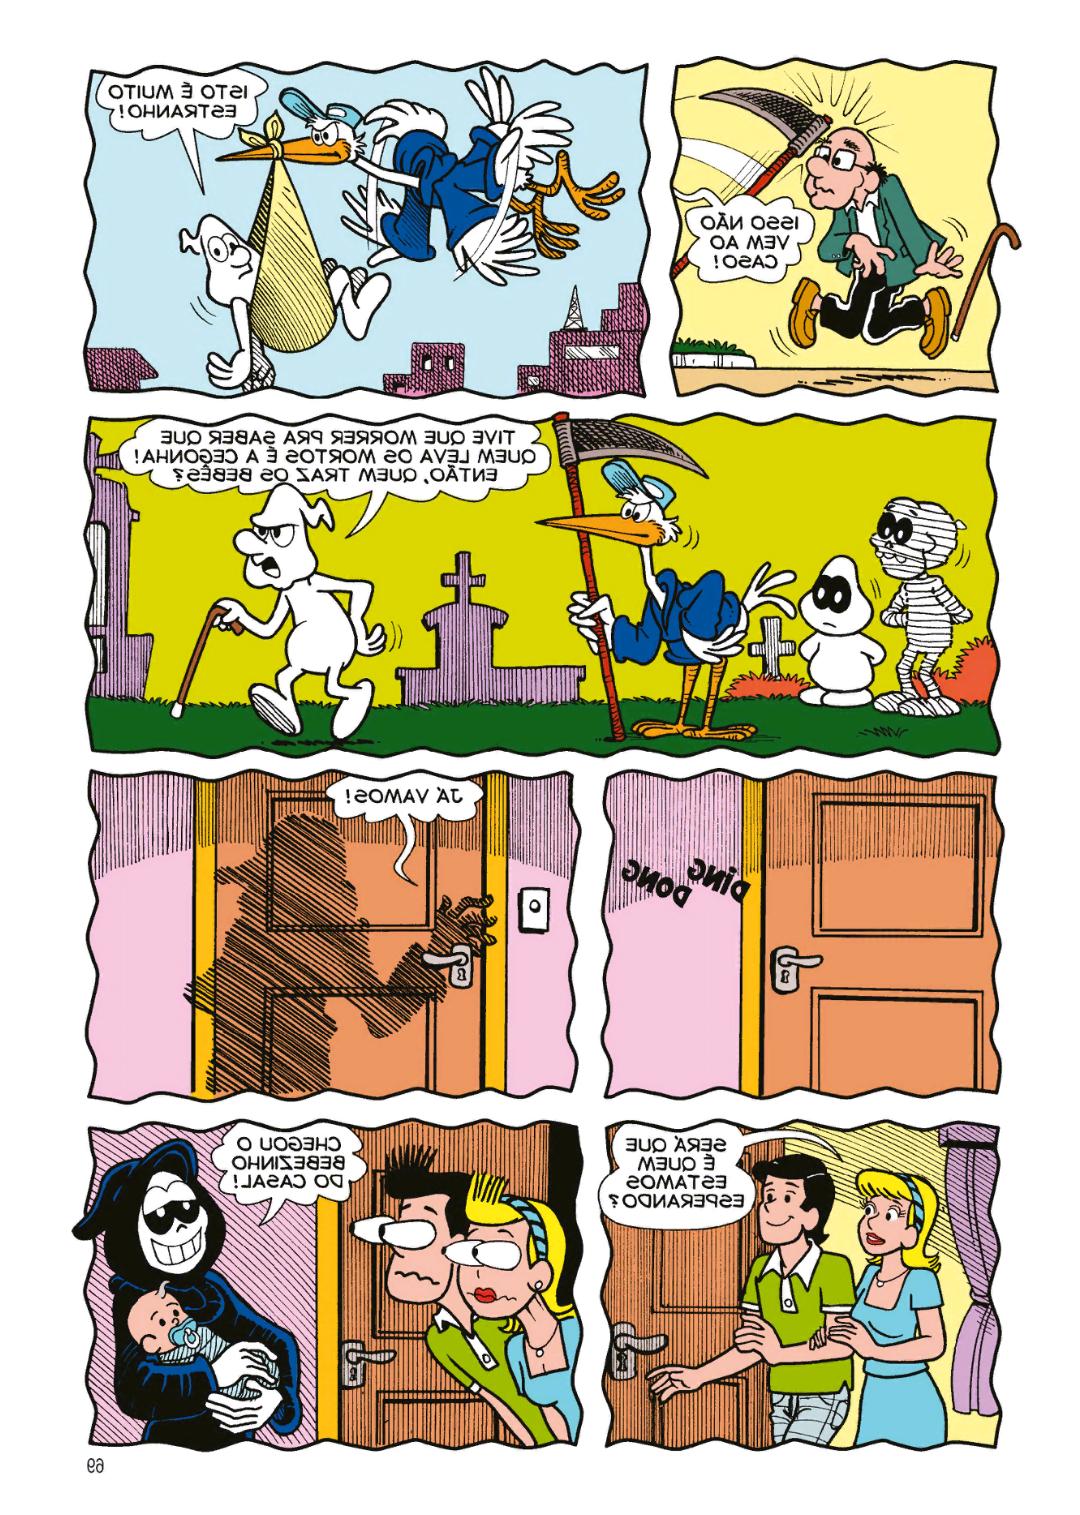 ISSO NÃO
VEM AO
CASO!
ISTO É MUITO
ESTRANHO!
TIVE QUE MORRER PRA SABER QUE
QUEM LEVA OS MORTOS É A CEGONHA!
ENTÃO, QUEM TRAZ OS BEBÊS?
DING
DONG
JÁ VAMOS!
SERÁ QUE
É QUEM
ESTAMOS
ESPERANDO?
CHEGOU O
BEBEZINHO
DO CASAL!
69